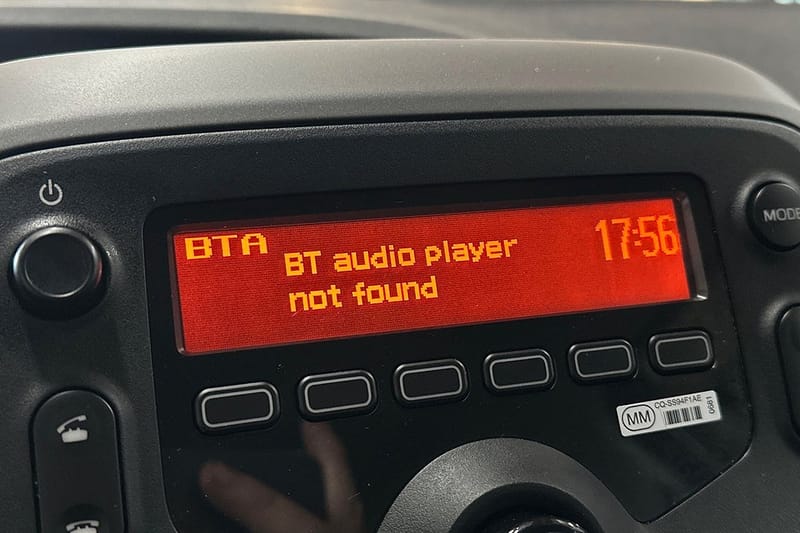 MODE
BTA
BT audio player
not found
17:56
MM
CQ-SS94F1AE
0681